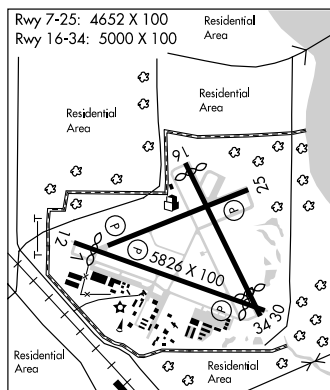 Rwy 7-25: 4652 X 100
Rwy 16-34: 5000 X 100
Residential
Area
Residential
Area
Residential
Area
16
25
P
P
12
P
5826 X 100
P
34
30
Residential
Area
Residential
Area